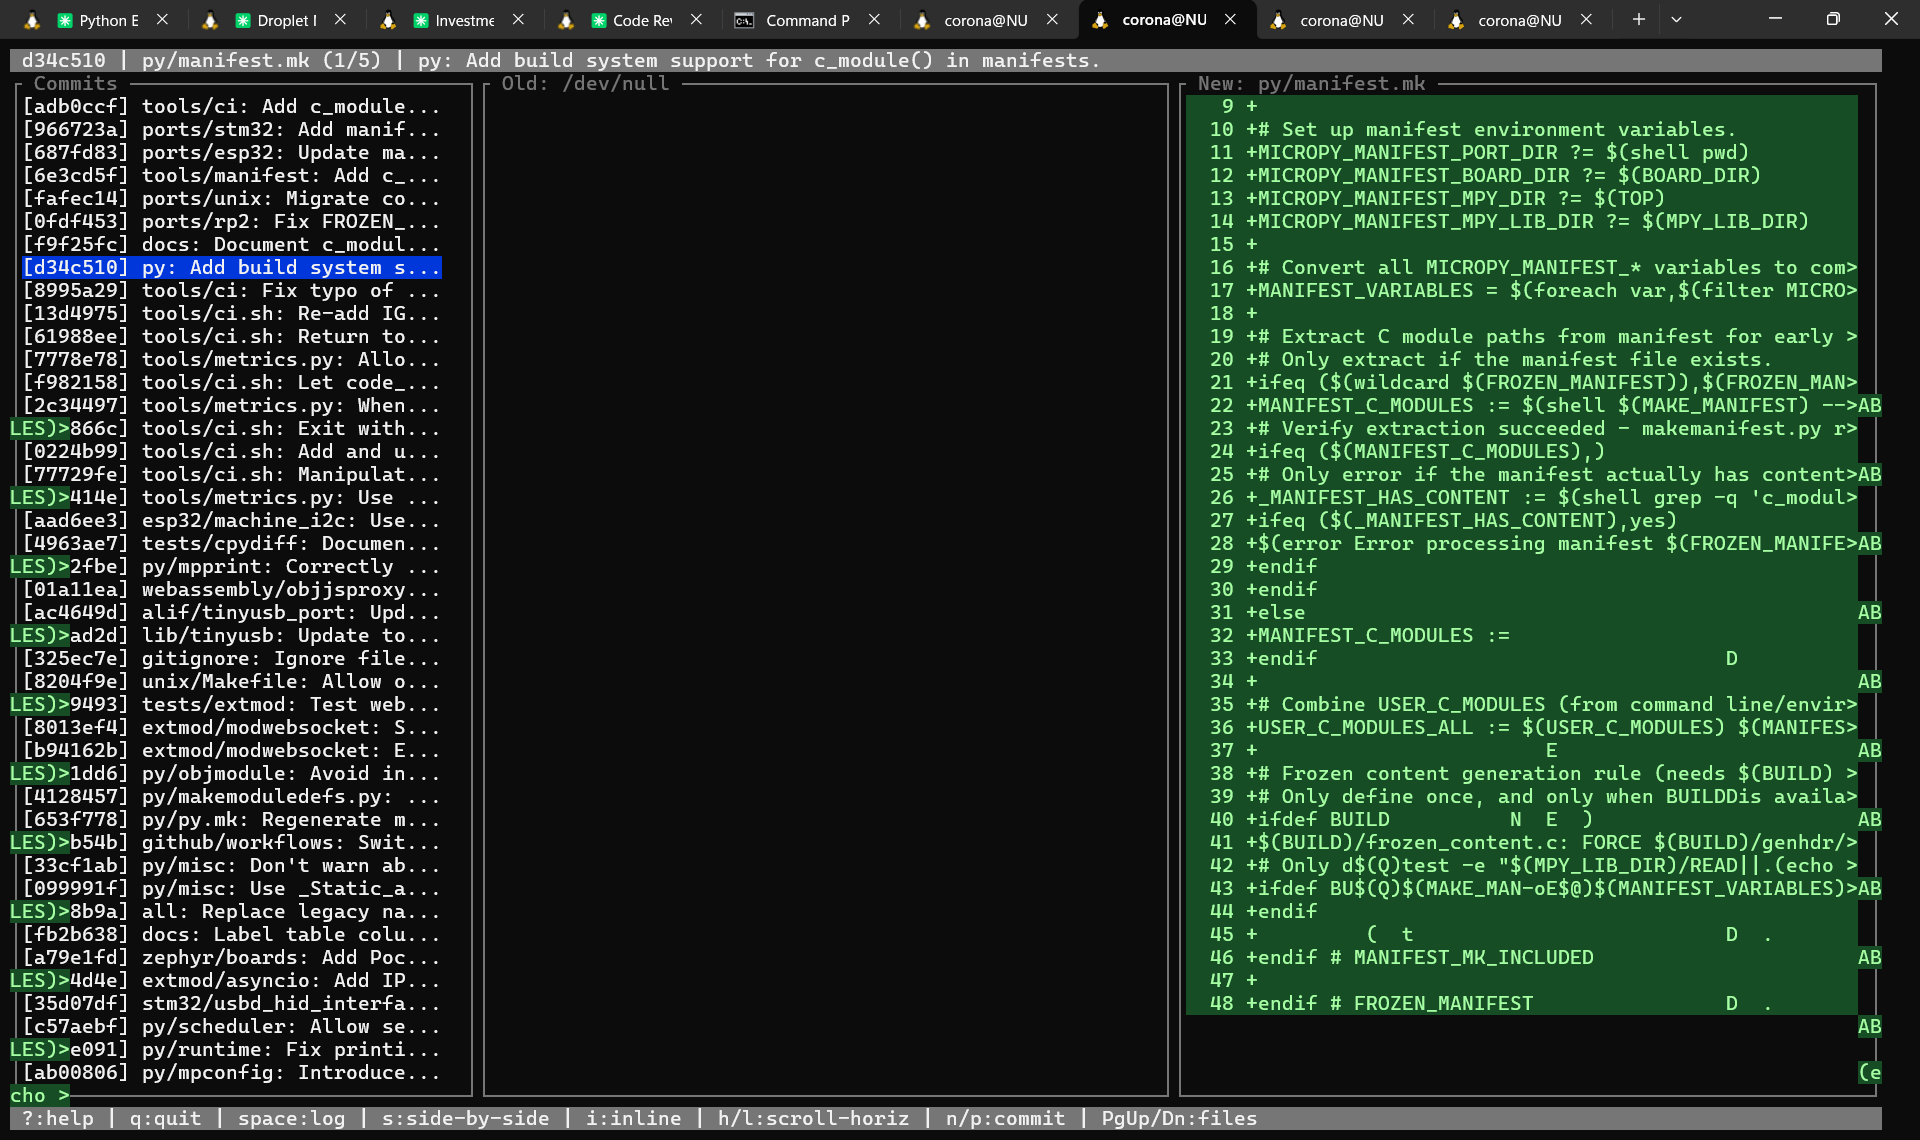 Python E
Droplet I
Investme
Code Re
Command P
corona@NU
corona@NU
corona@NU
corona@NU
d34c510 | py/manifest.mk (1/5) | py: Add build system support for c_module() in manifests.
Commits
[adb0ccf] tools/ci: Add c_module...
[966723a] ports/stm32: Add manif...
[687fd83] ports/esp32: Update ma...
[6e3cd5f] tools/manifest: Add c_...
[fafec14] ports/unix: Migrate co...
[0fdf453] ports/rp2: Fix FROZEN_...
[f9f25fc] docs: Document c_modul...
[d34c510] py: Add build system s...
[8995a29] tools/ci: Fix typo of ...
[13d4975] tools/ci.sh: Re-add IG...
[61988ee] tools/ci.sh: Return to...
[7778e78] tools/metrics.py: Allo...
[f982158] tools/ci.sh: Let code_...
[2c34497] tools/metrics.py: When...
LES)>866c] tools/ci.sh: Exit with...
[0224b99] tools/ci.sh: Add and u...
[77729fe] tools/ci.sh: Manipulat...
LES)>414e] tools/metrics.py: Use ...
[aad6ee3] esp32/machine_i2c: Use...
[4963ae7] tests/cpydiff: Documen...
LES)>2fbe] py/mpprint: Correctly ...
[01a11ea] webassembly/objjsproxy...
[ac4649d] alif/tinyusb_port: Upd...
LES)>ad2d] lib/tinyusb: Update to...
[325ec7e] gitignore: Ignore file...
[8204f9e] unix/Makefile: Allow o...
LES)>9493] tests/extmod: Test web...
[8013ef4] extmod/modwebsocket: S...
[b94162b] extmod/modwebsocket: E...
LES)>1dd6] py/objmodule: Avoid in...
[4128457] py/makemoduledefs.py: ...
[653f778] py/py.mk: Regenerate m...
LES)>b54b] github/workflows: Swit...
[33cf1ab] py/misc: Don't warn ab...
[099991f] py/misc: Use _Static_a...
LES)>8b9a] all: Replace legacy na...
[fb2b638] docs: Label table colu...
[a79e1fd] zephyr/boards: Add Poc...
LES)>4d4e] extmod/asyncio: Add IP...
[35d07df] stm32/usbd_hid_interfa...
[c57aebf] py/scheduler: Allow se...
LES)>e091] py/runtime: Fix printi...
[ab00806] py/mpconfig: Introduce...
cho >
Old: /dev/null
New: py/manifest.mk
9 +
10 +# Set up manifest environment variables.
11 +MICROPY_MANIFEST_PORT_DIR ?= $(shell pwd)
12 +MICROPY_MANIFEST_BOARD_DIR ?= $(BOARD_DIR)
13 +MICROPY_MANIFEST_MPY_DIR ?= $(TOP)
14 +MICROPY_MANIFEST_MPY_LIB_DIR ?= $(MPY_LIB_DIR)
15 +
16 +# Convert all MICROPY_MANIFEST_* variables to com>
17 +MANIFEST_VARIABLES = $(foreach var,$(filter MICRO>
18 +
19 +# Extract C module paths from manifest for early >
20 +# Only extract if the manifest file exists.
21 +ifeq ($(wildcard $(FROZEN_MANIFEST)),$(FROZEN_MAN>
22 +MANIFEST_C_MODULES := $(shell $(MAKE_MANIFEST) -->AB
23 +# Verify extraction succeeded - makemanifest.py r>
24 +ifeq ($(MANIFEST_C_MODULES),)
25 +# Only error if the manifest actually has content>AB
26 +_MANIFEST_HAS_CONTENT := $(shell grep -q 'c_modul>
27 +ifeq ($(_MANIFEST_HAS_CONTENT),yes)
28 +$(error Error processing manifest $(FROZEN_MANIFE>AB
29 +endif
30 +endif
31 +else AB
32 +MANIFEST_C_MODULES :=
33 +endif D
34 + AB
35 +# Combine USER_C_MODULES (from command line/envir>
36 +USER_C_MODULES_ALL := $(USER_C_MODULES) $(MANIFES>
37 + E AB
38 +# Frozen content generation rule (needs $(BUILD) >
39 +# Only define once, and only when BUILDDis availa>
40 +ifdef BUILD N E ) AB
41 +$(BUILD)/frozen_content.c: FORCE $(BUILD)/genhdr/>
42 +# Only d$(Q)test -e "$(MPY_LIB_DIR)/READ||.(echo >
43 +ifdef BU$(Q)$(MAKE_MAN-oE$@)$(MANIFEST_VARIABLES)>AB
44 +endif
45 + ( t D .
46 +endif # MANIFEST_MK_INCLUDED AB
47 +
48 +endif # FROZEN_MANIFEST D .
AB
(e
?:help | q:quit | space:log | s:side-by-side | i:inline | h/l:scroll-horiz | n/p:commit | PgUp/Dn:files